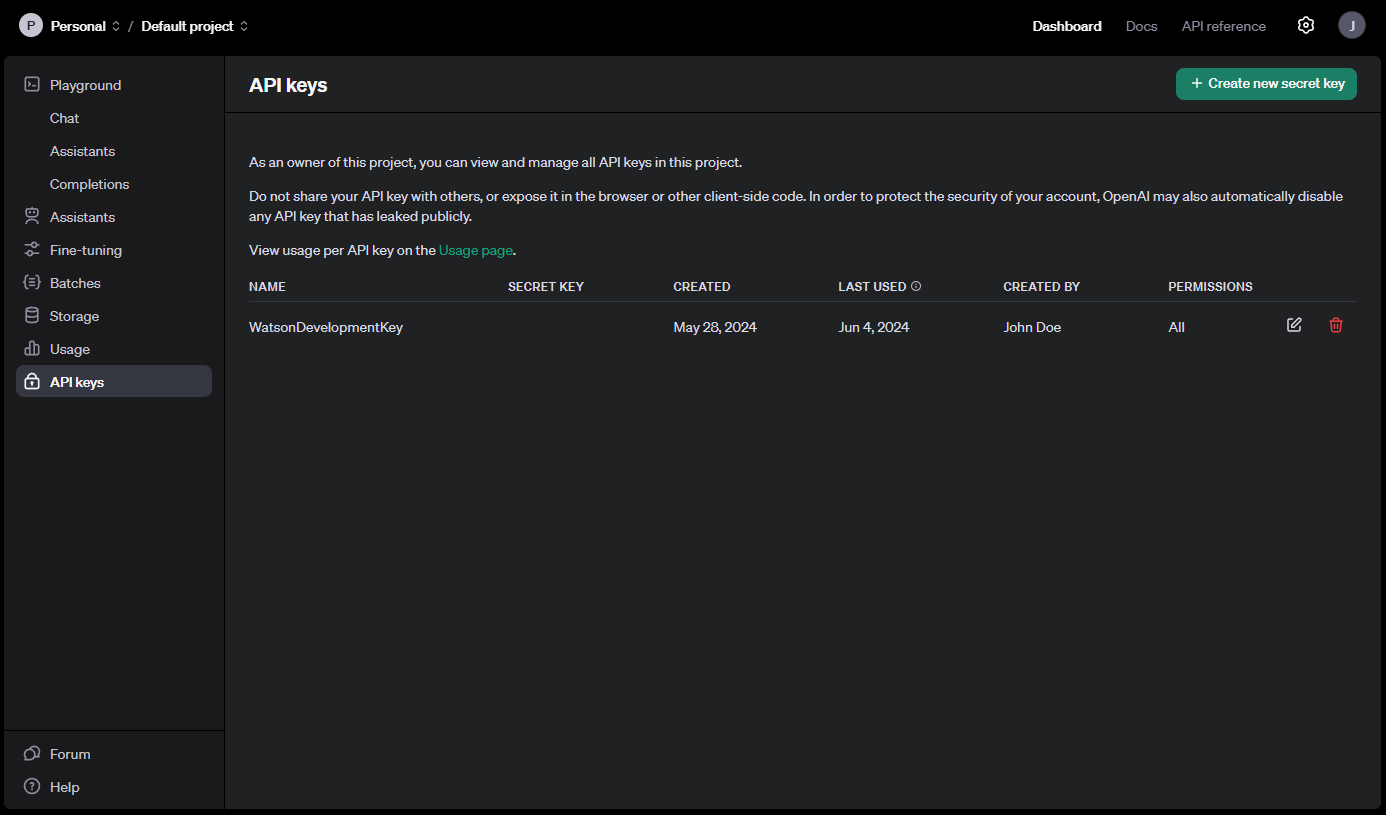 P Personal / Default project
Dashboard Docs API reference J
Playground
Chat
Assistants
Completions
Assistants
Fine-tuning
Batches
Storage
Usage
API keys
Forum
Help
API keys
+ Create new secret key
As an owner of this project, you can view and manage all API keys in this project.
Do not share your API key with others, or expose it in the browser or other client-side code. In order to protect the security of your account, OpenAI may also automatically disable
any API key that has leaked publicly.
View usage per API key on the Usage page.
NAME SECRET KEY CREATED LAST USED CREATED BY PERMISSIONS
WatsonDevelopmentKey May 28, 2024 Jun 4, 2024 John Doe All